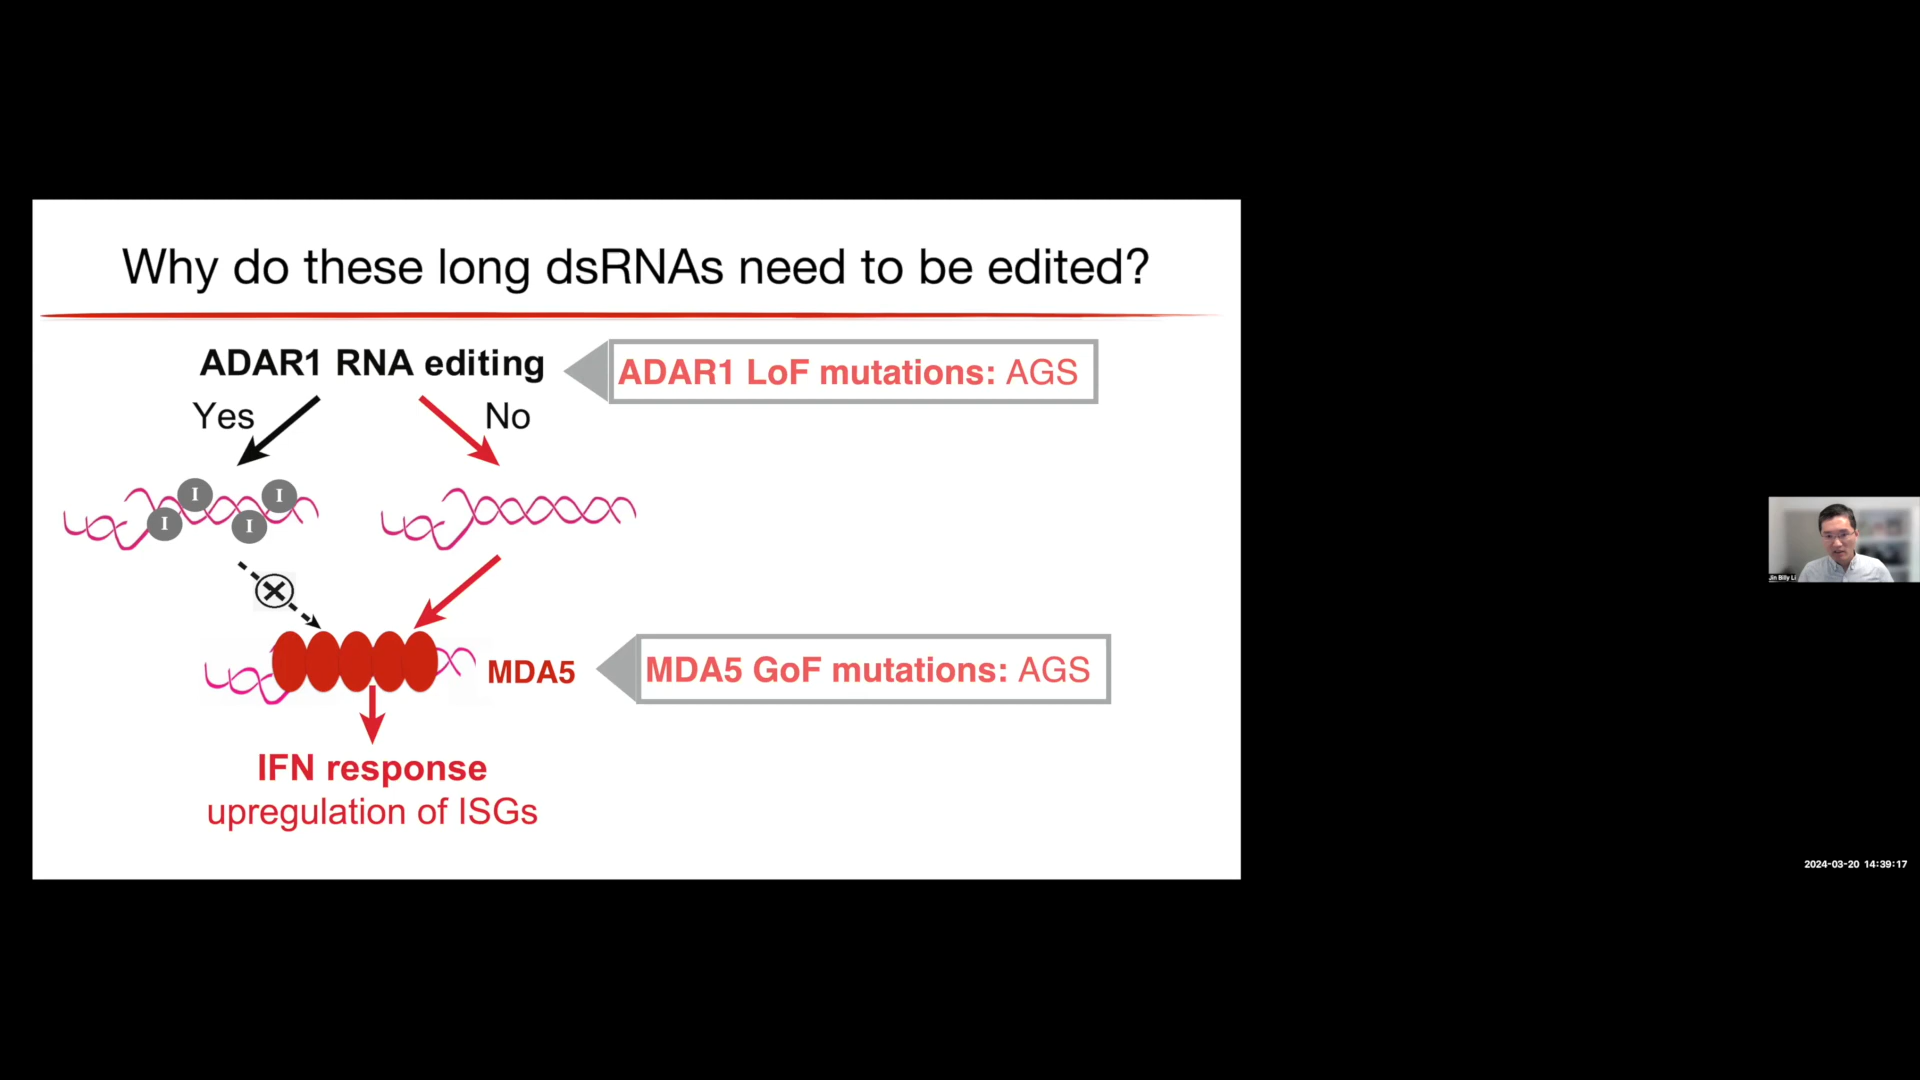 Why do these long dsRNAs need to be edited?
ADAR1 RNA editing
ADAR1 LoF mutations: AGS
Yes
No
I
I
I
I
MDA5
MDA5 GoF mutations: AGS
IFN response
upregulation of ISGs
Jin Billy Li
2024-03-20 14:39:17